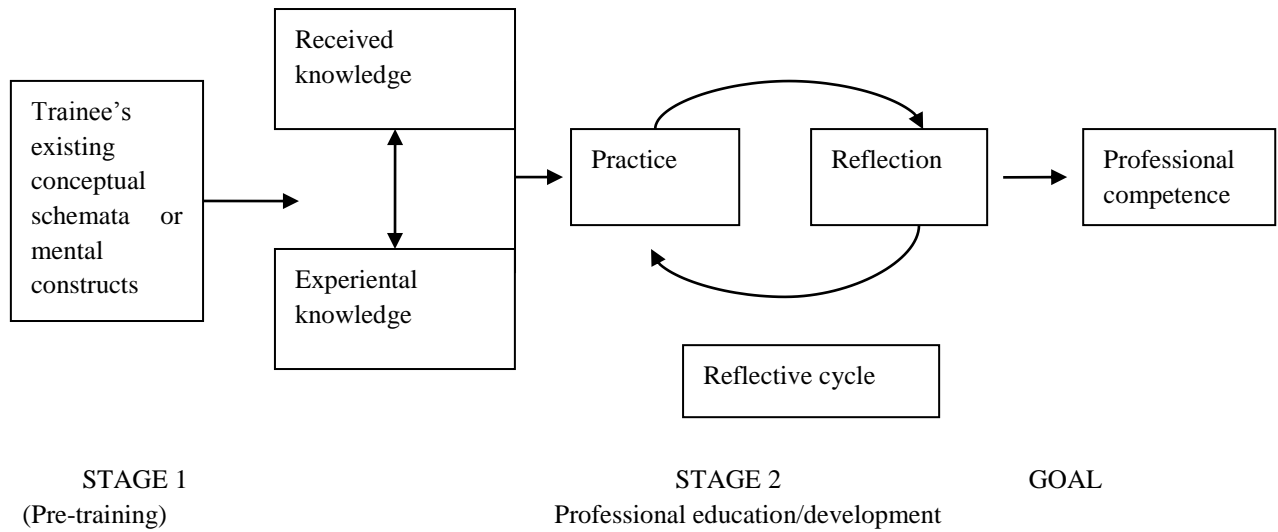 Trainee’s
existing
conceptual
schemata or
mental
constructs
Received
knowledge
Experiental
knowledge
Practice
Reflection
Professional
competence
Reflective cycle
STAGE 1
(Pre-training)
STAGE 2
Professional education/development
GOAL